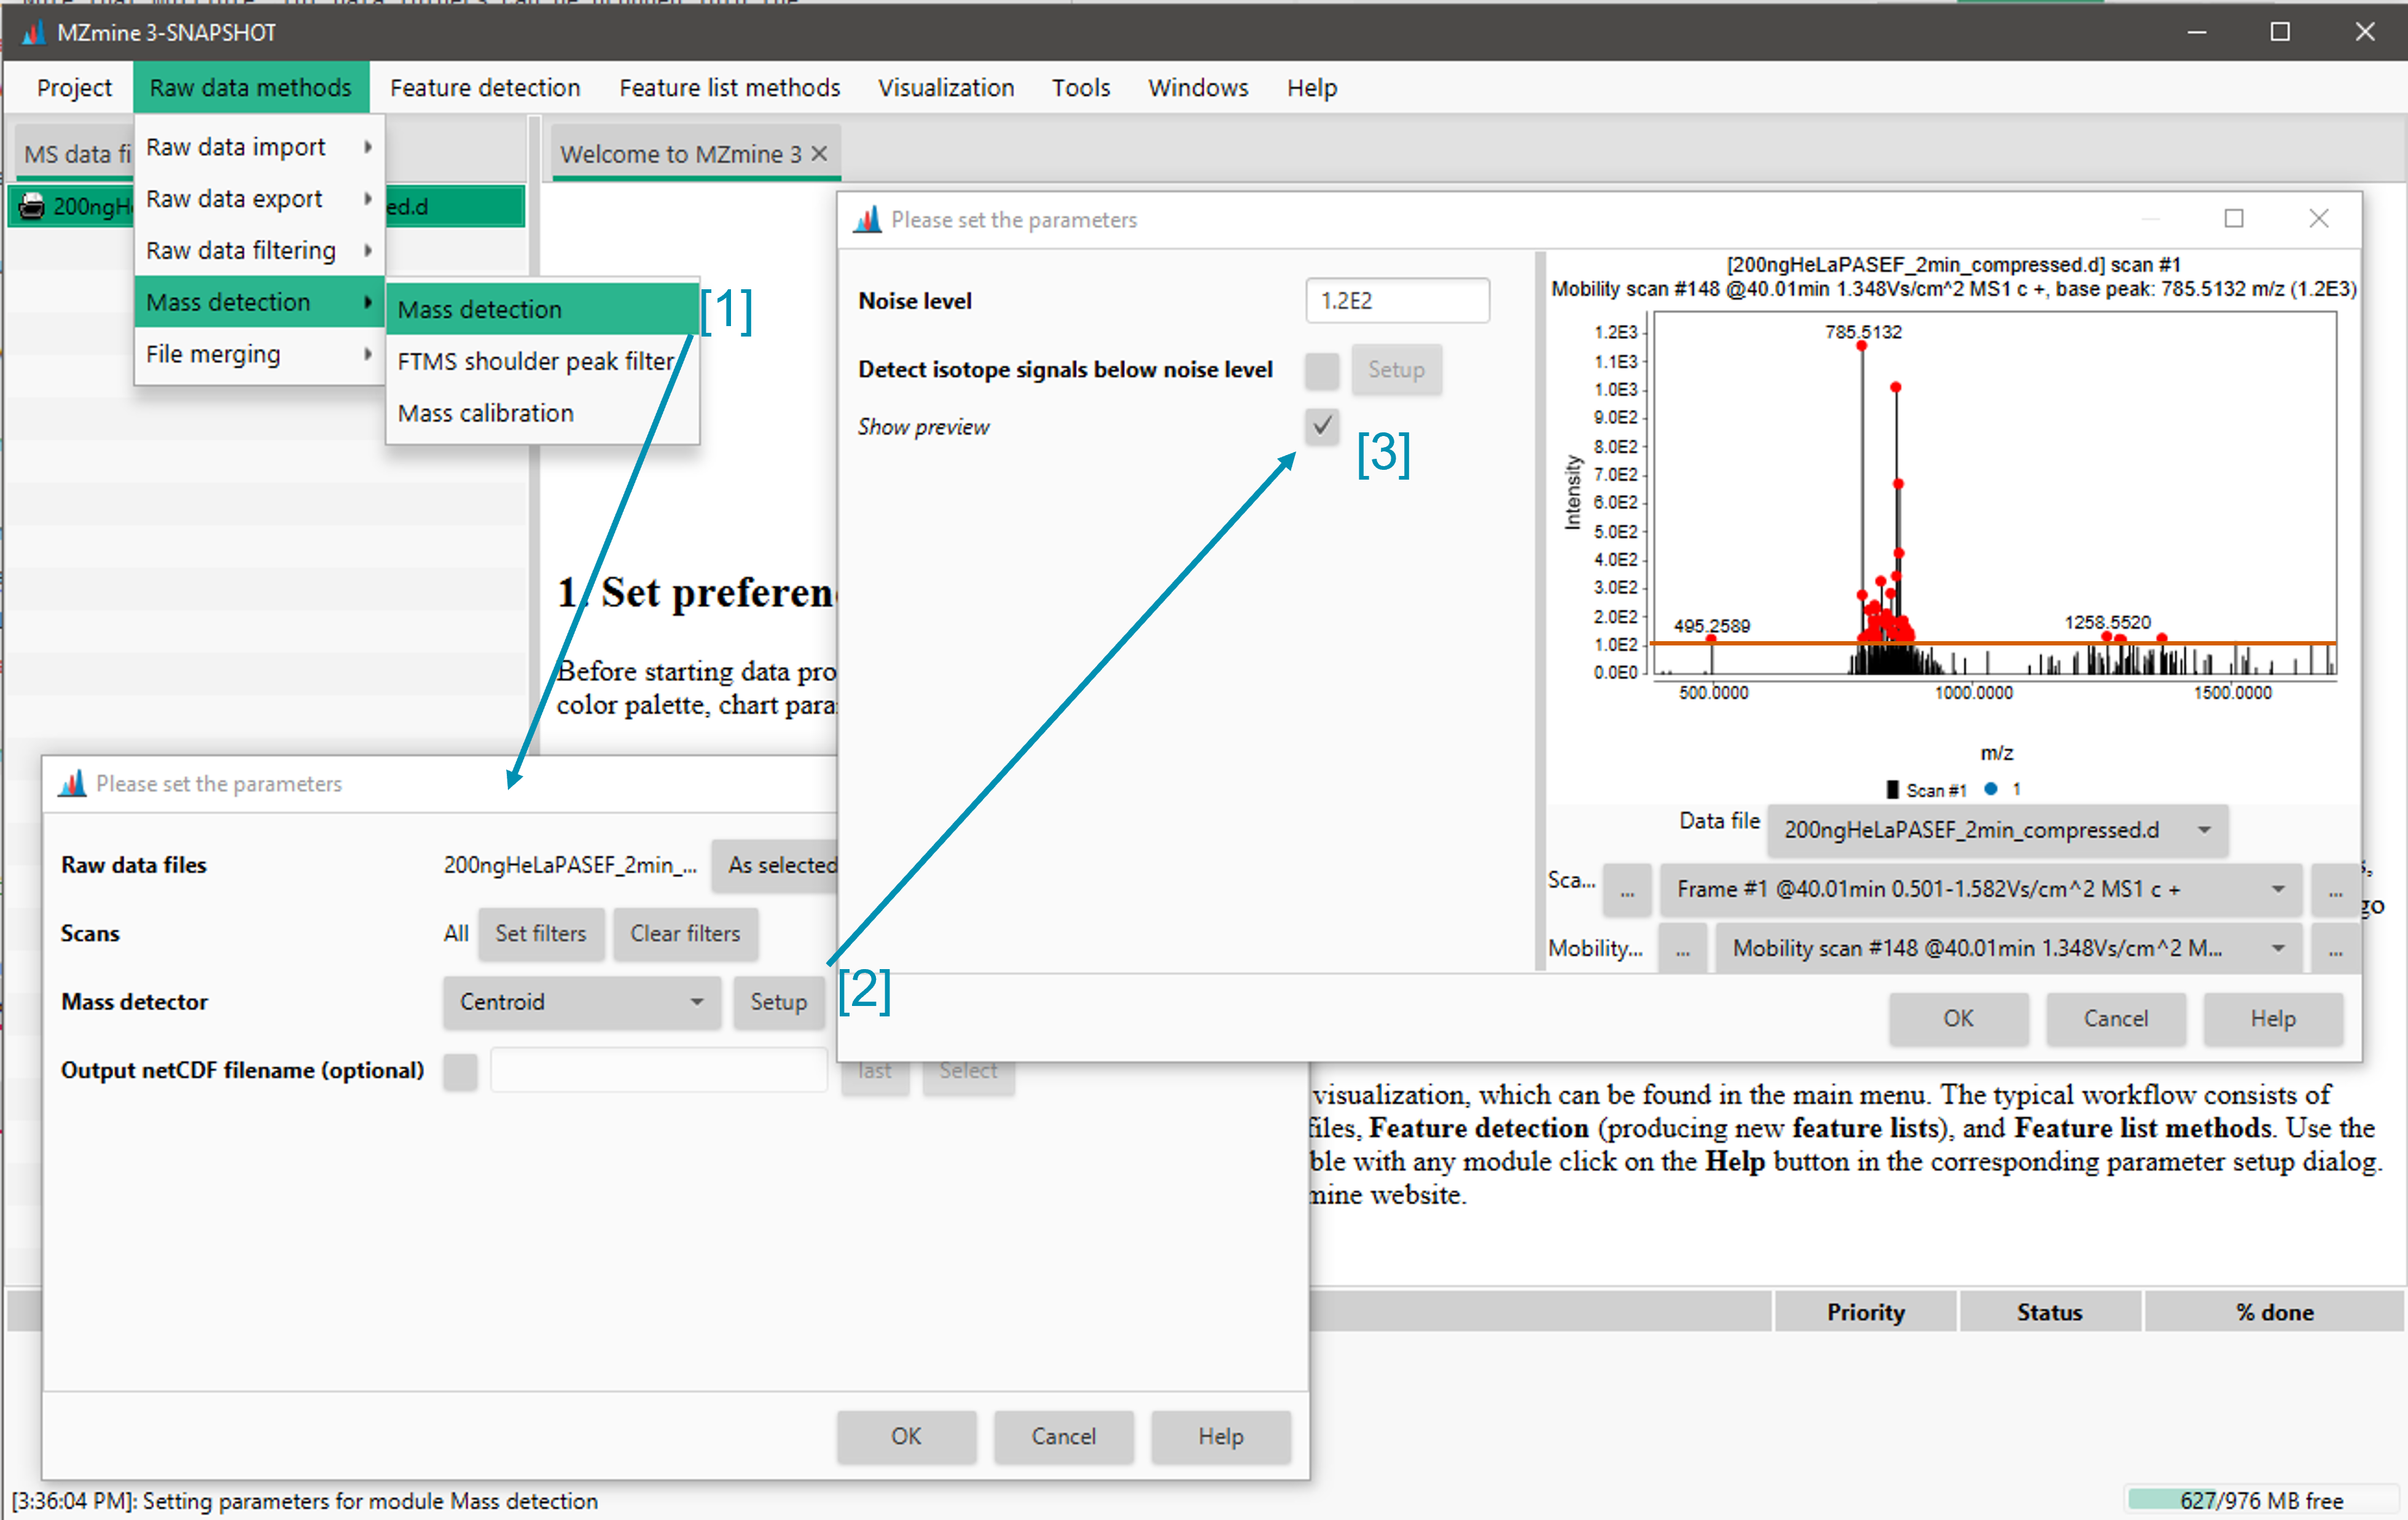 MZmine 3-SNAPSHOT
Project Raw data methods Feature detection Feature list methods Visualization Tools Windows Help
MS data fi
Welcome to MZmine 3
200ngH
ed.d
Raw data import
Raw data export
Raw data filtering
Mass detection
File merging
Mass detection
FTMS shoulder peak filter
Mass calibration
[1]
1. Set preferen
Before starting data pro
color palette, chart para
Please set the parameters
Noise level 1.2E2
Detect isotope signals below noise level Setup
Show preview
[3]
[200ngHeLaPASEF_2min_compressed.d] scan #1
Mobility scan #148 @40.01min 1.348Vs/cm^2 MS1 c +, base peak: 785.5132 m/z (1.2E3)
Intensity
1.2E3
1.1E3
1.0E3
9.0E2
8.0E2
7.0E2
6.0E2
5.0E2
4.0E2
3.0E2
2.0E2
1.0E2
0.0E0
785.5132
495.2589
1258.5520
500.0000 1000.0000 1500.0000
m/z
Scan #1 1
Data file 200ngHeLaPASEF_2min_compressed.d
Sca... ... Frame #1 @40.01min 0.501-1.582Vs/cm^2 MS1 c + ...
Mobility... ... Mobility scan #148 @40.01min 1.348Vs/cm^2 M... ...
OK Cancel Help
s,
go
Please set the parameters
Raw data files 200ngHeLaPASEF_2min_... As selected
Scans All Set filters Clear filters
Mass detector Centroid Setup
[2]
Output netCDF filename (optional) last Select
OK Cancel Help
visualization, which can be found in the main menu. The typical workflow consists of
files, Feature detection (producing new feature lists), and Feature list methods. Use the
ble with any module click on the Help button in the corresponding parameter setup dialog.
mine website.
Priority Status % done
[3:36:04 PM]: Setting parameters for module Mass detection
627/976 MB free